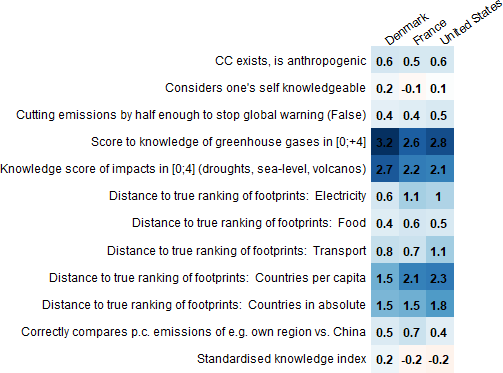 Denmark France United States
CC exists, is anthropogenic 0.6 0.5 0.6
Considers one's self knowledgeable 0.2 -0.1 0.1
Cutting emissions by half enough to stop global warning (False) 0.4 0.4 0.5
Score to knowledge of greenhouse gases in [0;+4] 3.2 2.6 2.8
Knowledge score of impacts in [0;4] (droughts, sea-level, volcanos) 2.7 2.2 2.1
Distance to true ranking of footprints: Electricity 0.6 1.1 1
Distance to true ranking of footprints: Food 0.4 0.6 0.5
Distance to true ranking of footprints: Transport 0.8 0.7 1.1
Distance to true ranking of footprints: Countries per capita 1.5 2.1 2.3
Distance to true ranking of footprints: Countries in absolute 1.5 1.5 1.8
Correctly compares p.c. emissions of e.g. own region vs. China 0.5 0.7 0.4
Standardised knowledge index 0.2 -0.2 -0.2